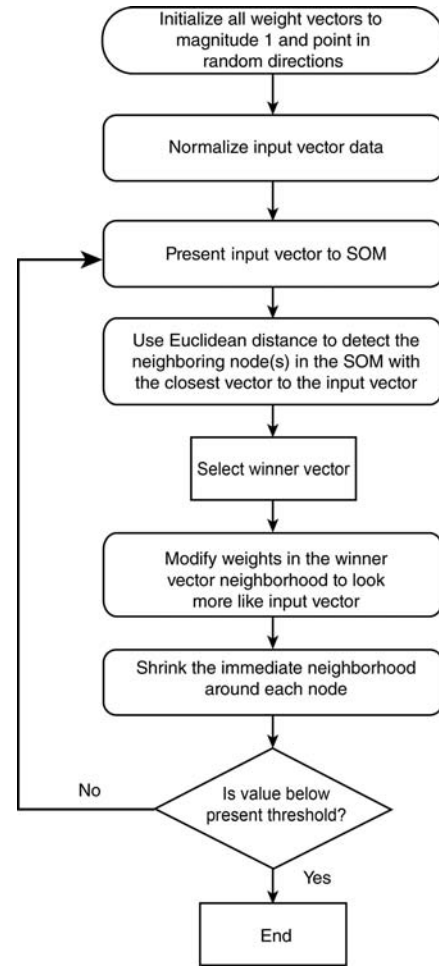 Initialize all weight vectors to
magnitude 1 and point in
random directions
Normalize input vector data
Present input vector to SOM
Use Euclidean distance to detect the
neighboring node(s) in the SOM with
the closest vector to the input vector
Select winner vector
Modify weights in the winner
vector neighborhood to look
more like input vector
Shrink the immediate neighborhood
around each node
No
Is value below
present threshold?
Yes
End